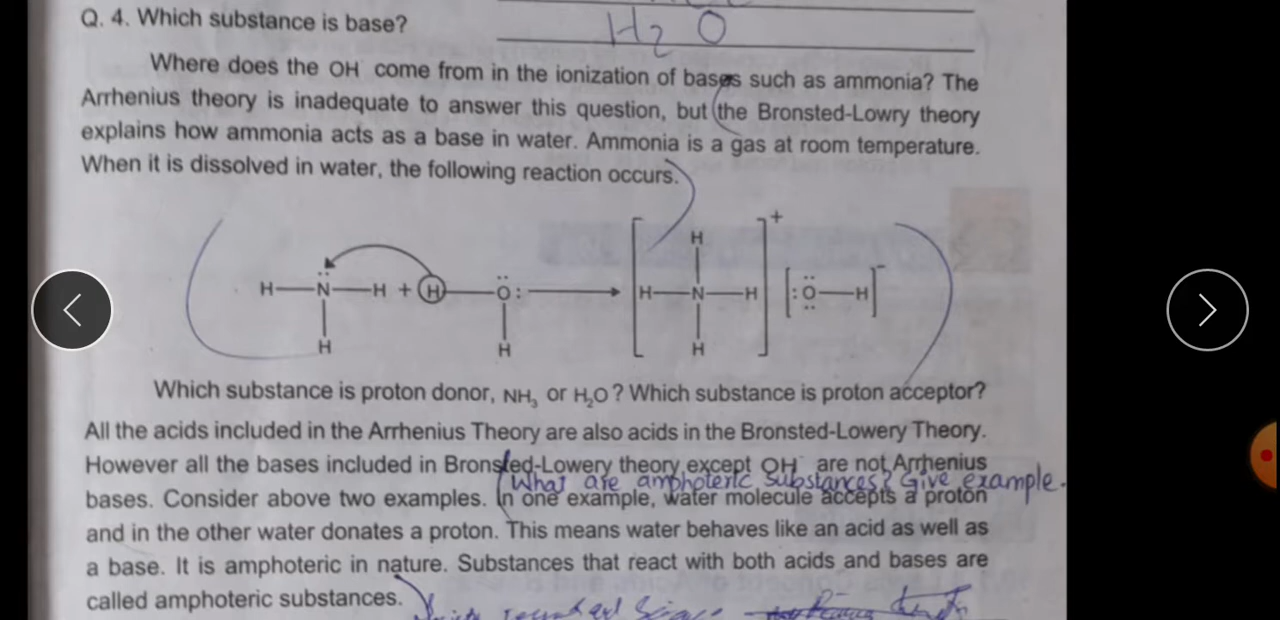 Q. 4. Which substance is base?
H2O
Where does the OH⁻ come from in the ionization of bases such as ammonia? The
Arrhenius theory is inadequate to answer this question, but the Bronsted-Lowry theory
explains how ammonia acts as a base in water. Ammonia is a gas at room temperature.
When it is dissolved in water, the following reaction occurs.
H
+
H—N—H + H—O: → H—N—H :O—H −
H H H
Which substance is proton donor, NH₃ or H₂O? Which substance is proton acceptor?
All the acids included in the Arrhenius Theory are also acids in the Bronsted-Lowery Theory.
However all the bases included in Bronsted-Lowery theory except OH⁻ are not Arrhenius
What are amphoteric substances? Give example.
bases. Consider above two examples. In one example, water molecule accepts a proton
and in the other water donates a proton. This means water behaves like an acid as well as
a base. It is amphoteric in nature. Substances that react with both acids and bases are
called amphoteric substances.